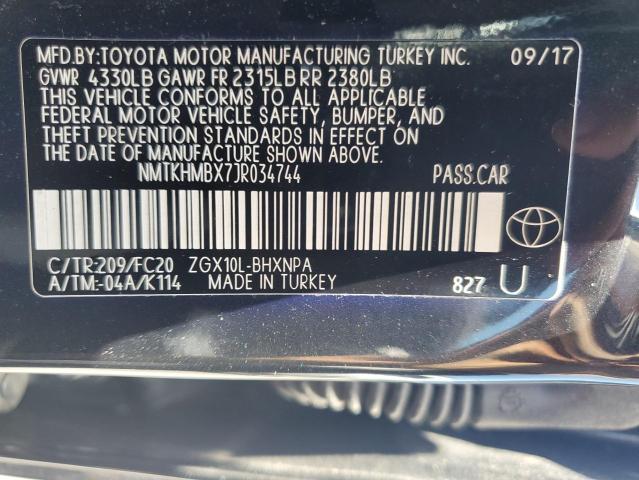 MFD.BY:TOYOTA MOTOR MANUFACTURING TURKEY INC. 09/17
GVWR 4330LB GAWR FR 2315LB RR 2380LB
THIS VEHICLE CONFORMS TO ALL APPLICABLE
FEDERAL MOTOR VEHICLE SAFETY, BUMPER, AND
THEFT PREVENTION STANDARDS IN EFFECT ON
THE DATE OF MANUFACTURE SHOWN ABOVE.
NMTKHMBX7JR034744 PASS.CAR
C/TR:209/FC20 ZGX10L-BHXNPA
A/TM:-04A/K114 MADE IN TURKEY 827 U